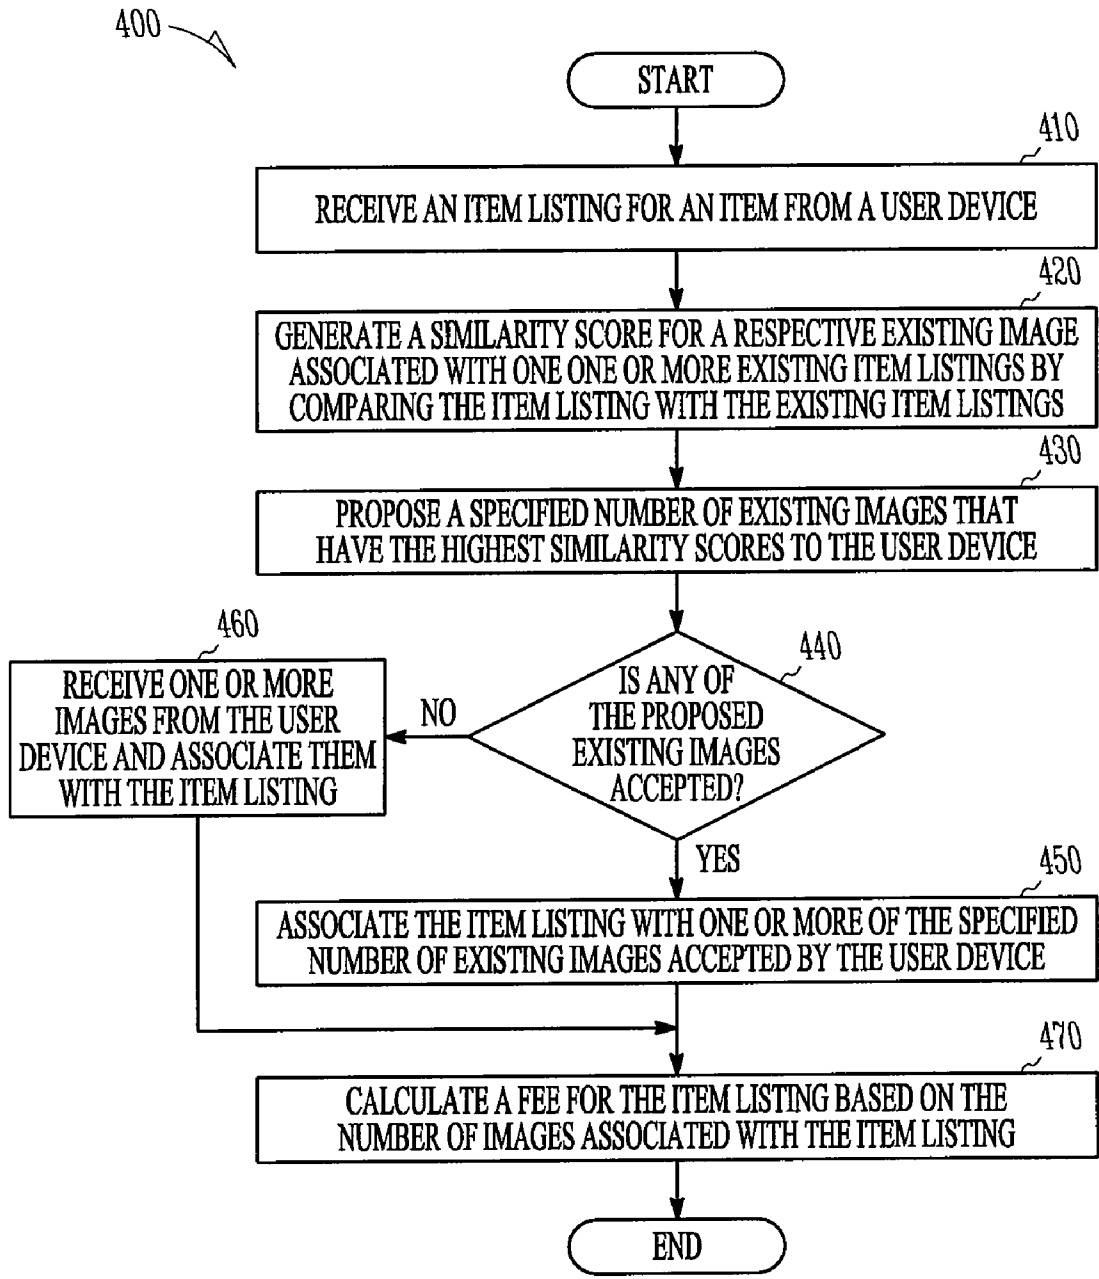 400
START
410
RECEIVE AN ITEM LISTING FOR AN ITEM FROM A USER DEVICE
420
GENERATE A SIMILARITY SCORE FOR A RESPECTIVE EXISTING IMAGE
ASSOCIATED WITH ONE ONE OR MORE EXISTING ITEM LISTINGS BY
COMPARING THE ITEM LISTING WITH THE EXISTING ITEM LISTINGS
430
PROPOSE A SPECIFIED NUMBER OF EXISTING IMAGES THAT
HAVE THE HIGHEST SIMILARITY SCORES TO THE USER DEVICE
440
IS ANY OF
THE PROPOSED
EXISTING IMAGES
ACCEPTED?
NO
460
RECEIVE ONE OR MORE
IMAGES FROM THE USER
DEVICE AND ASSOCIATE THEM
WITH THE ITEM LISTING
YES
450
ASSOCIATE THE ITEM LISTING WITH ONE OR MORE OF THE SPECIFIED
NUMBER OF EXISTING IMAGES ACCEPTED BY THE USER DEVICE
470
CALCULATE A FEE FOR THE ITEM LISTING BASED ON THE
NUMBER OF IMAGES ASSOCIATED WITH THE ITEM LISTING
END